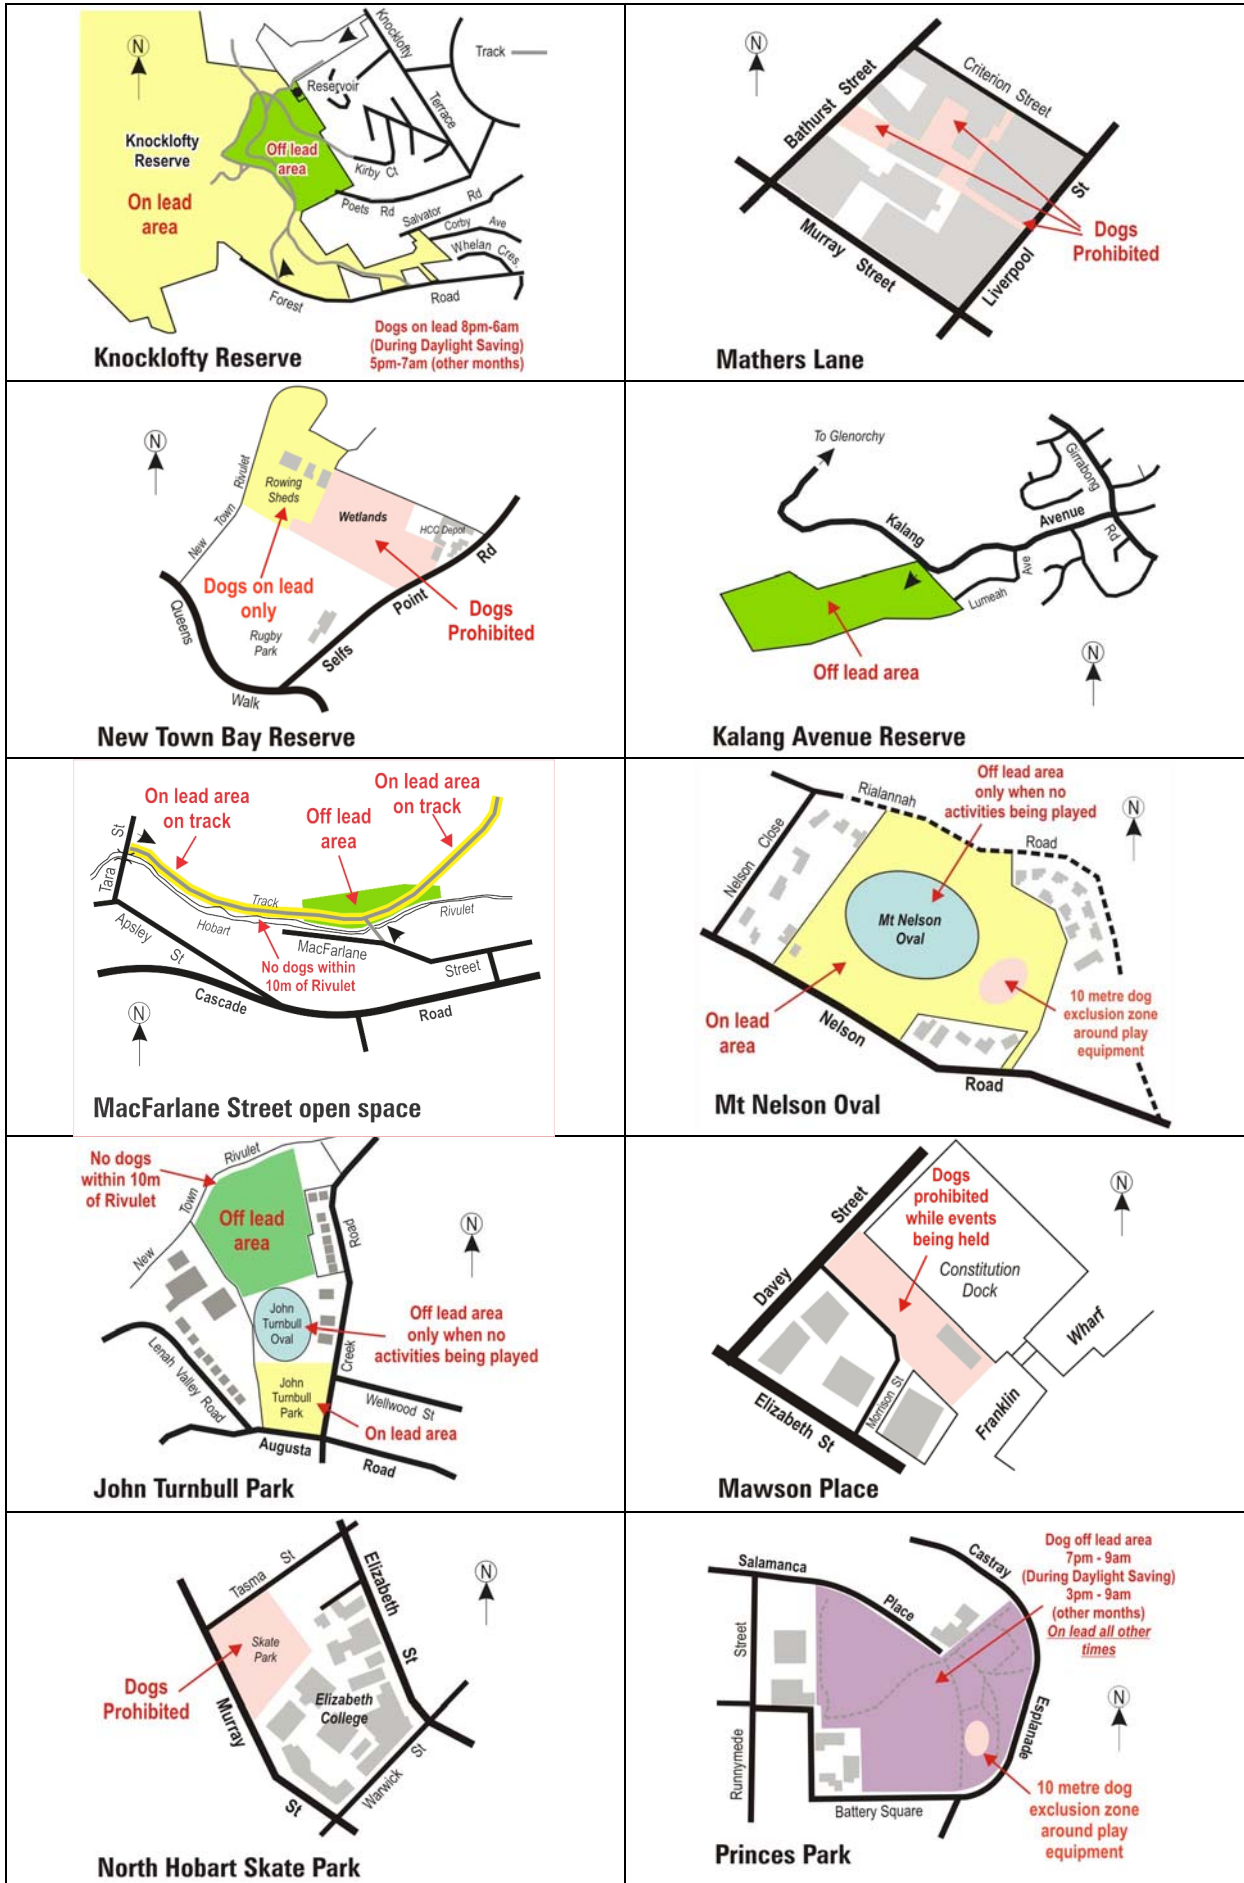 N
Knocklofty
Terrace
Track
Reservoir
Knocklofty
Reserve
Off lead
area
On lead
area
Kirby Ct
Poets Rd
Salvator Rd
Corby Ave
Whelan Cres
Forest
Road
Dogs on lead 8pm-6am
(During Daylight Saving)
5pm-7am (other months)
Knocklofty Reserve
N
Criterion Street
Bathurst Street
Murray Street
Liverpool St
Dogs
Prohibited
Mathers Lane
N
New Town Rivulet
Rowing
Sheds
Wetlands
HCC Depot
Dogs on lead
only
Rugby
Park
Queens
Walk
Selfs Point Rd
Dogs
Prohibited
New Town Bay Reserve
To Glenorchy
Kalang
Avenue
Girrabong
Rd
Lumeah
Ave
Off lead area
N
Kalang Avenue Reserve
On lead area
on track
Off lead
area
On lead area
on track
Tara St
Track
Hobart
Rivulet
Apsley St
MacFarlane
Street
No dogs within
10m of Rivulet
Cascade
Road
N
MacFarlane Street open space
Off lead area
only when no
activities being played
Rialannah
Road
N
Nelson Close
Mt Nelson
Oval
On lead
area
Nelson
Road
10 metre dog
exclusion zone
around play
equipment
Mt Nelson Oval
No dogs
within 10m
of Rivulet
New Town Rivulet
Off lead
area
Road
N
John
Turnbull
Oval
Off lead area
only when no
activities being played
Creek
Lenah Valley Road
John
Turnbull
Park
Wellwood St
On lead area
Augusta
Road
John Turnbull Park
Dogs
prohibited
while events
being held
N
Davey Street
Constitution
Dock
Wharf
Franklin
Morrison St
Elizabeth St
Mawson Place
Tasma St
Elizabeth St
N
Skate
Park
Dogs
Prohibited
Elizabeth
College
Murray St
Warwick St
North Hobart Skate Park
Salamanca
Place
Castray
Esplanade
Dog off lead area
7pm - 9am
(During Daylight Saving)
3pm - 9am
(other months)
On lead all other
times
N
Street
Runnymede
Battery Square
10 metre dog
exclusion zone
around play
equipment
Princes Park